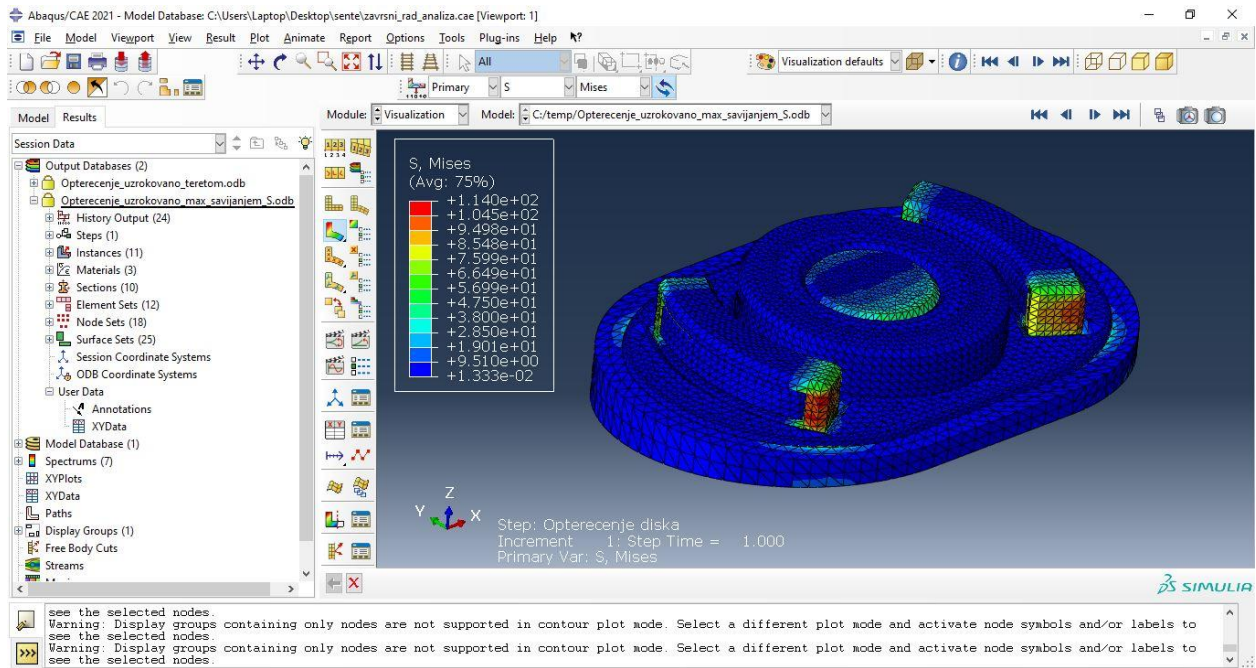 Abaqus/CAE 2021 - Model Database: C:\Users\Laptop\Desktop\sente\zavrsni_rad_analiza.cae [Viewport: 1]
File Model Viewport View Result Plot Animate Report Options Tools Plug-ins Help
All
Visualization defaults
Primary S Mises
Model Results
Module: Visualization Model: C:/temp/Opterecenje_uzrokovano_max_savijanjem_S.odb
Session Data
Output Databases (2)
Opterecenje_uzrokovano_teretom.odb
Opterecenje_uzrokovano_max_savijanjem_S.odb
History Output (24)
Steps (1)
Instances (11)
Materials (3)
Sections (10)
Element Sets (12)
Node Sets (18)
Surface Sets (25)
Session Coordinate Systems
ODB Coordinate Systems
User Data
Annotations
XYData
Model Database (1)
Spectrums (7)
XYPlots
XYData
Paths
Display Groups (1)
Free Body Cuts
Streams
S, Mises
(Avg: 75%)
+1.140e+02
+1.045e+02
+9.498e+01
+8.548e+01
+7.599e+01
+6.649e+01
+5.699e+01
+4.750e+01
+3.800e+01
+2.850e+01
+1.901e+01
+9.510e+00
+1.333e-02
Z
Y X
Step: Opterecenje diska
Increment 1: Step Time = 1.000
Primary Var: S, Mises
SIMULIA
see the selected nodes.
Warning: Display groups containing only nodes are not supported in contour plot mode. Select a different plot mode and activate node symbols and/or labels to
see the selected nodes.
Warning: Display groups containing only nodes are not supported in contour plot mode. Select a different plot mode and activate node symbols and/or labels to
see the selected nodes.